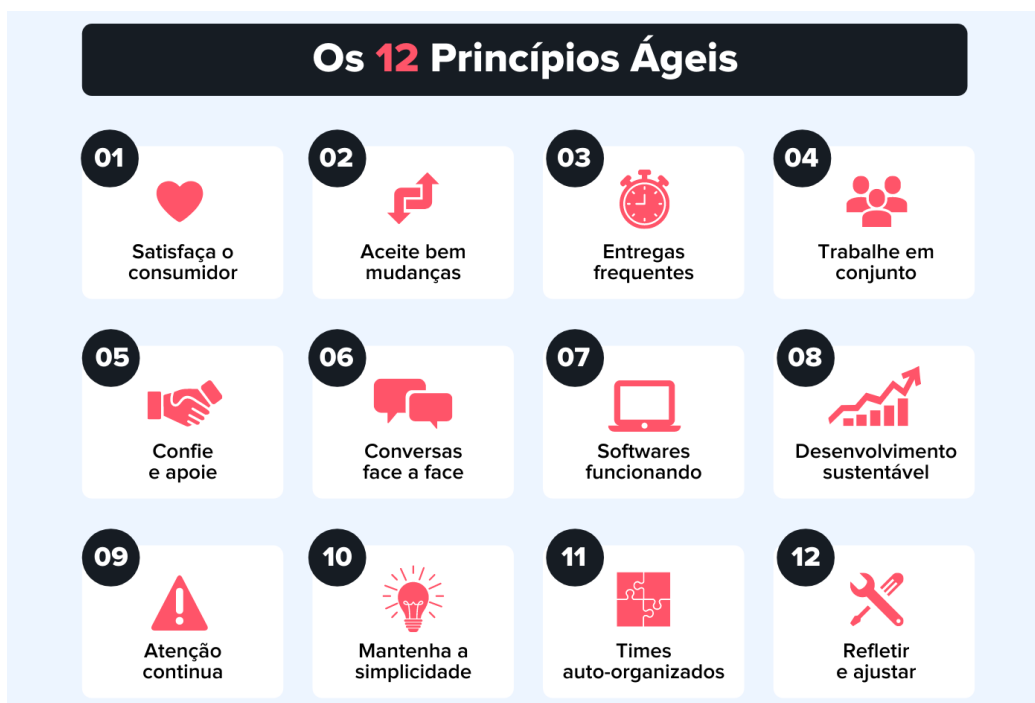 Os 12 Princípios Ágeis
01
Satisfaça o
consumidor
02
Aceite bem
mudanças
03
Entregas
frequentes
04
Trabalhe em
conjunto
05
Confie
e apoie
06
Conversas
face a face
07
Softwares
funcionando
08
Desenvolvimento
sustentável
09
Atenção
continua
10
Mantenha a
simplicidade
11
Times
auto-organizados
12
Refletir
e ajustar